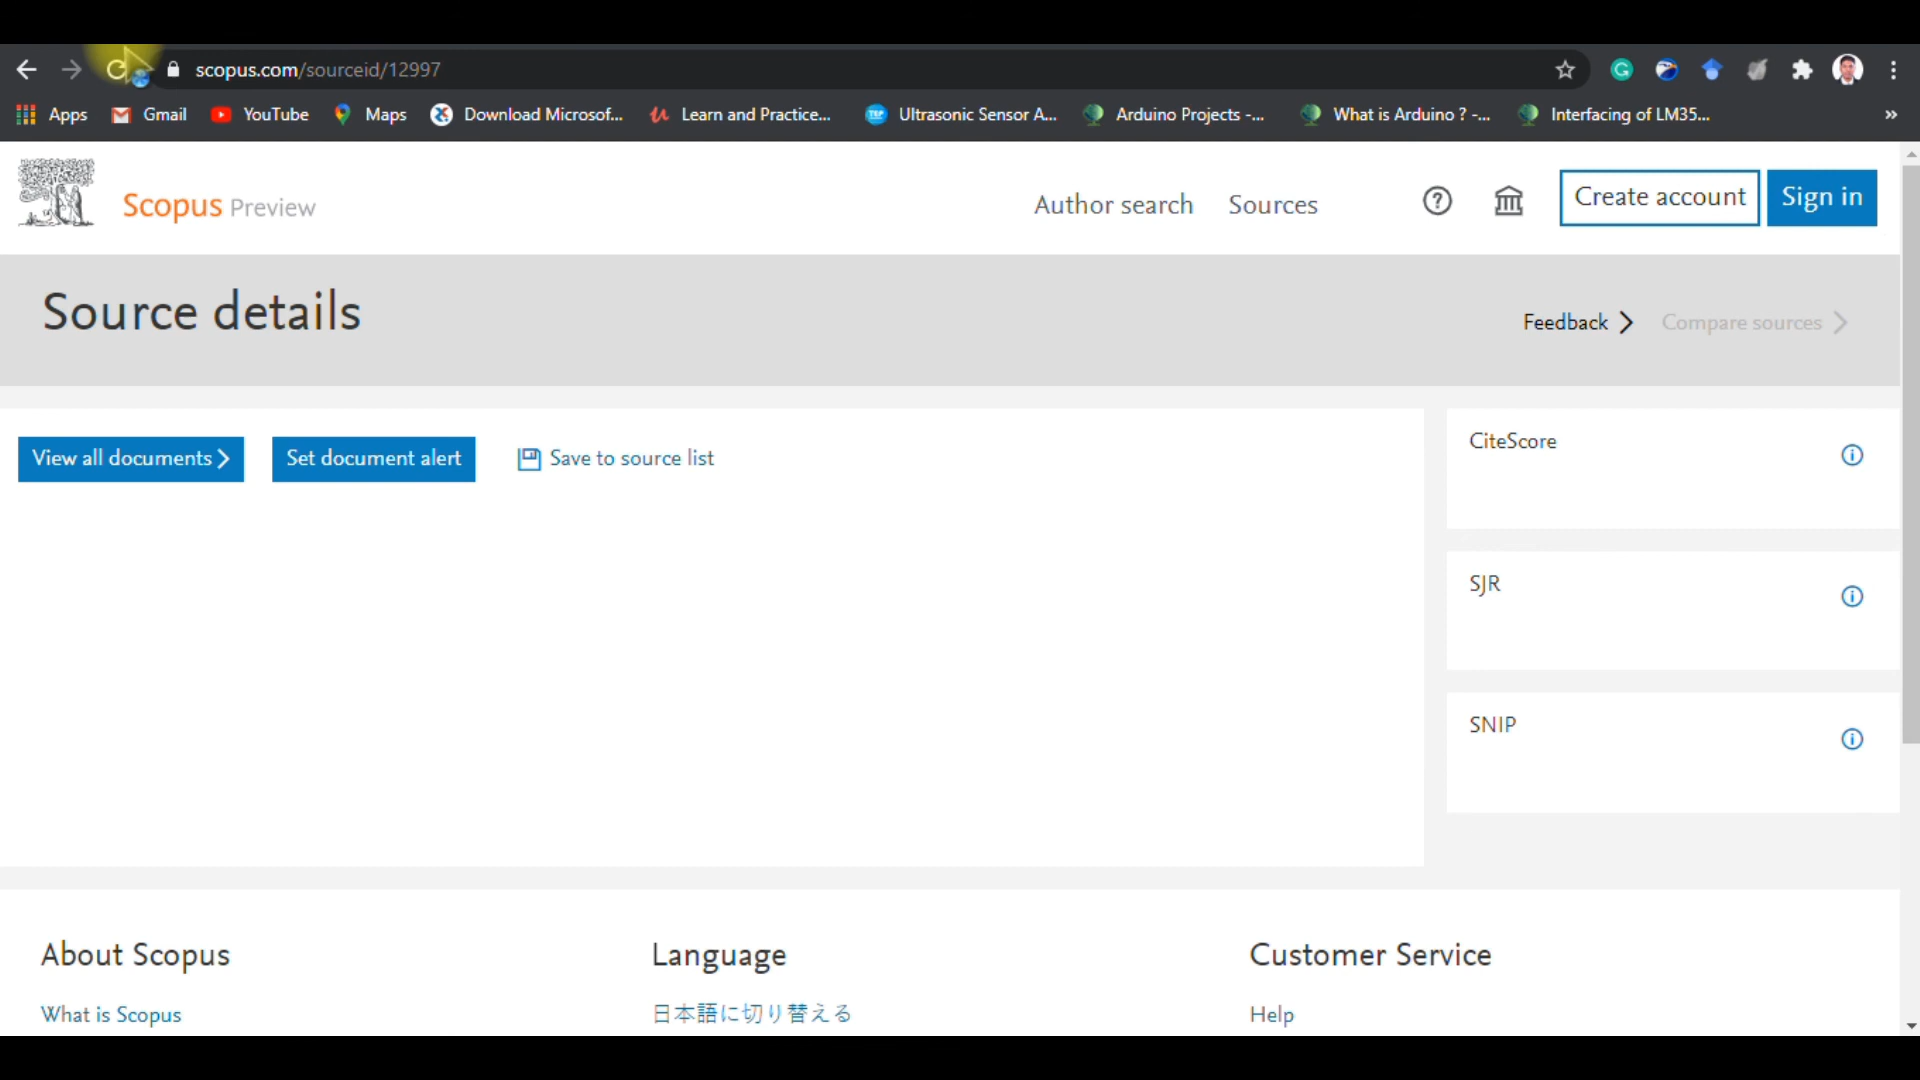 scopus.com/sourceid/12997
Apps Gmail YouTube Maps Download Microsof... Learn and Practice... Ultrasonic Sensor A... Arduino Projects -... What is Arduino ? -... Interfacing of LM35... »
Scopus Preview Author search Sources Create account Sign in
Source details
Feedback Compare sources
View all documents Set document alert Save to source list
CiteScore
SJR
SNIP
About Scopus Language Customer Service
What is Scopus 日本語に切り替える Help